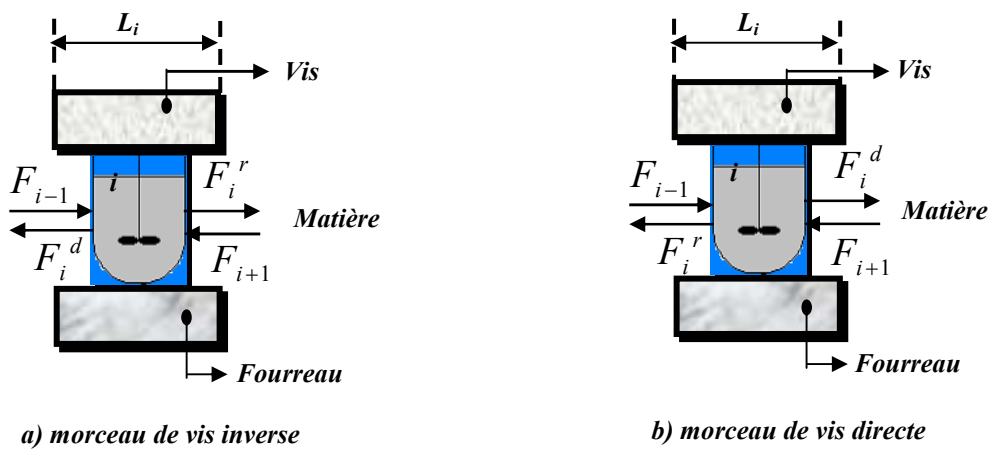 L_i
Vis
i
F_{i-1}
F_i^r
Matière
F_i^d
F_{i+1}
Fourreau
a) morceau de vis inverse
L_i
Vis
i
F_i^d
F_{i-1}
Matière
F_i^r
F_{i+1}
Fourreau
b) morceau de vis directe